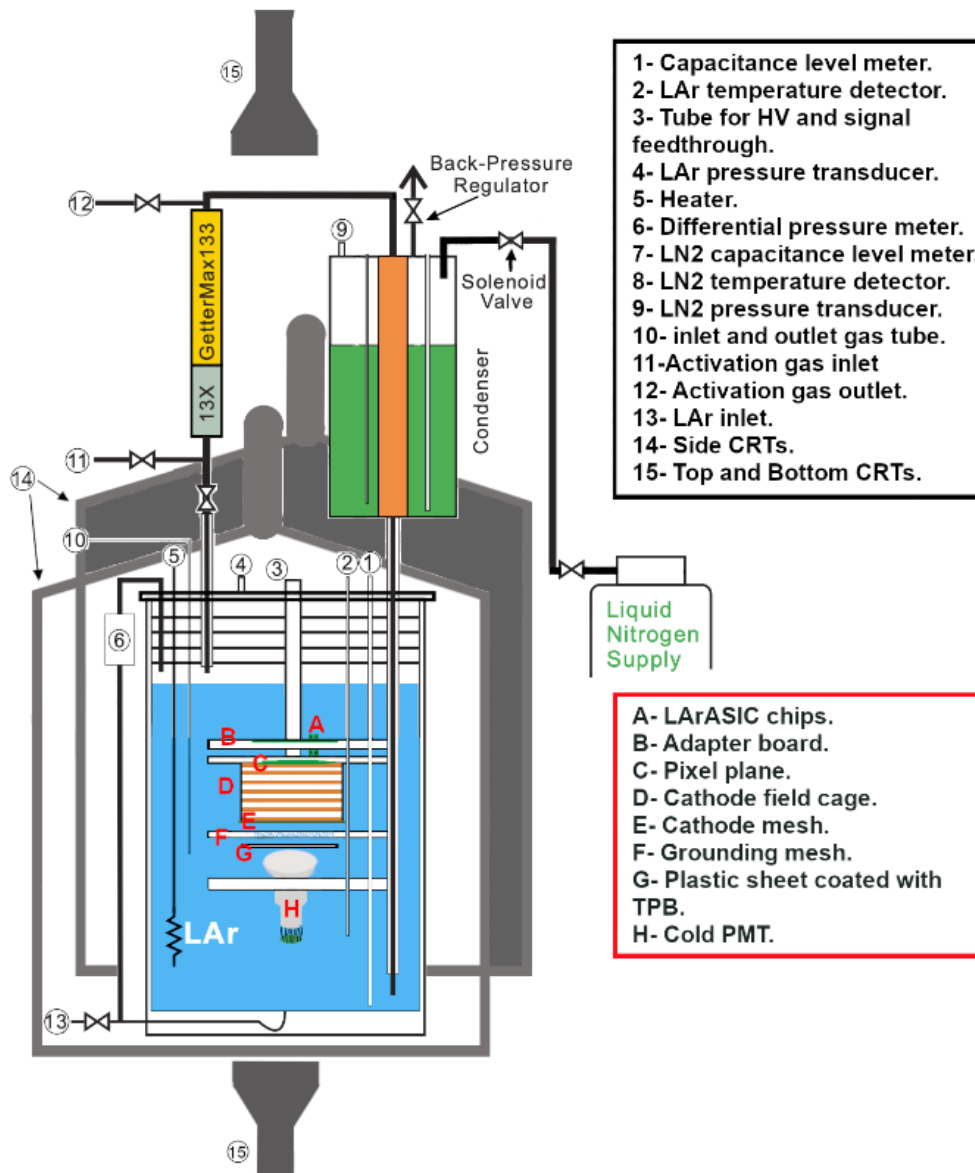 15
Back-Pressure
Regulator
12
9
GetterMax133
13X
Solenoid
Valve
Condenser
11
14
10
5
4
3
2
1
6
Liquid
Nitrogen
Supply
A
B
C
D
E
F
G
H
LAr
13
15
1- Capacitance level meter.
2- LAr temperature detector.
3- Tube for HV and signal
feedthrough.
4- LAr pressure transducer.
5- Heater.
6- Differential pressure meter.
7- LN2 capacitance level meter.
8- LN2 temperature detector.
9- LN2 pressure transducer.
10- inlet and outlet gas tube.
11-Activation gas inlet
12- Activation gas outlet.
13- LAr inlet.
14- Side CRTs.
15- Top and Bottom CRTs.
A- LArASIC chips.
B- Adapter board.
C- Pixel plane.
D- Cathode field cage.
E- Cathode mesh.
F- Grounding mesh.
G- Plastic sheet coated with
TPB.
H- Cold PMT.